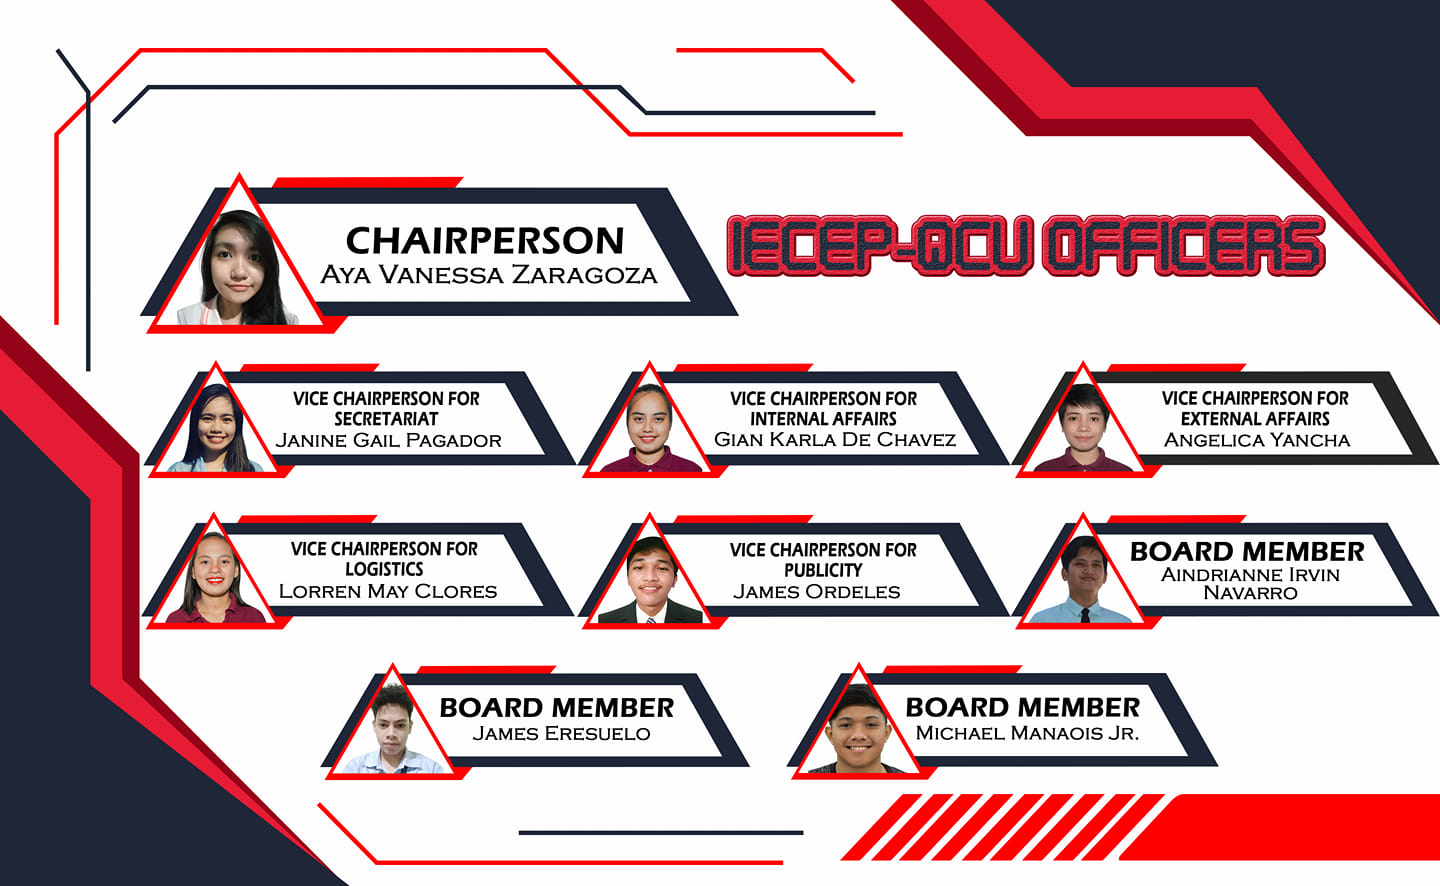 IECEP-ACU OFFICERS
CHAIRPERSON
AYA VANESSA ZARAGOZA
VICE CHAIRPERSON FOR
SECRETARIAT
JANINE GAIL PAGADOR
VICE CHAIRPERSON FOR
INTERNAL AFFAIRS
GIAN KARLA DE CHAVEZ
VICE CHAIRPERSON FOR
EXTERNAL AFFAIRS
ANGELICA YANCHA
VICE CHAIRPERSON FOR
LOGISTICS
LORREN MAY CLORES
VICE CHAIRPERSON FOR
PUBLICITY
JAMES ORDELES
BOARD MEMBER
AINDRIANNE IRVIN
NAVARRO
BOARD MEMBER
JAMES ERESUELO
BOARD MEMBER
MICHAEL MANAOIS JR.